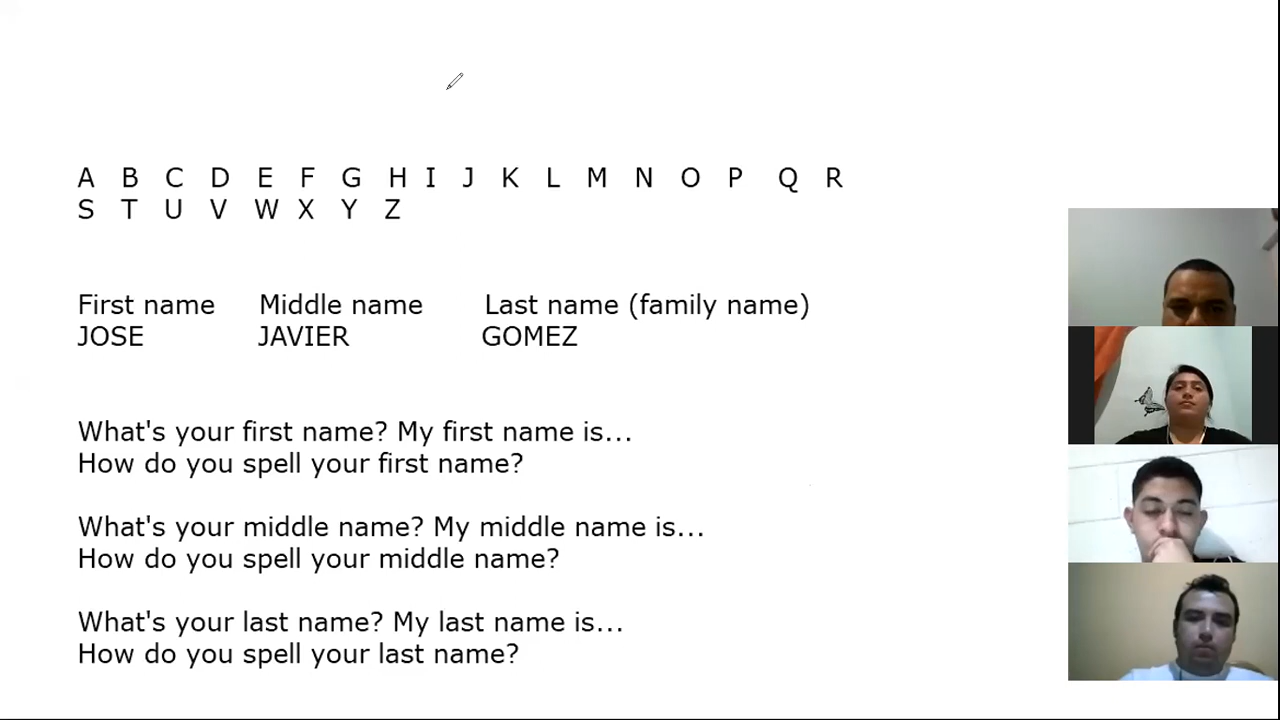 A B C D E F G H I J K L M N O P Q R
S T U V W X Y Z
First name Middle name Last name (family name)
JOSE JAVIER GOMEZ
What's your first name? My first name is...
How do you spell your first name?
What's your middle name? My middle name is...
How do you spell your middle name?
What's your last name? My last name is...
How do you spell your last name?